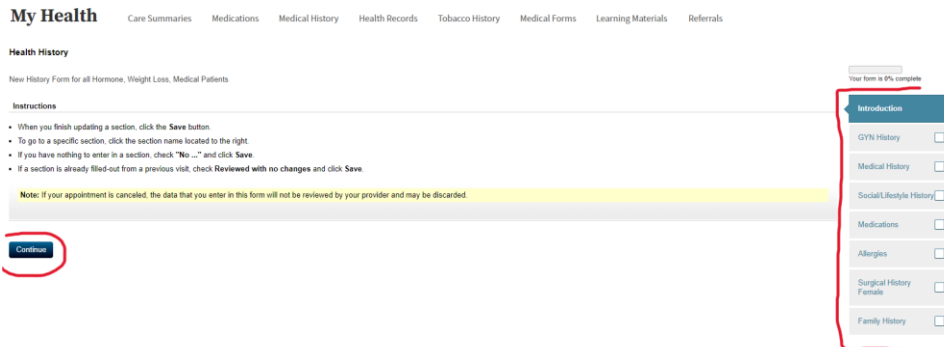 My Health Care Summaries Medications Medical History Health Records Tobacco History Medical Forms Learning Materials Referrals
Health History
New History Form for all Hormone, Weight Loss, Medical Patients
Your form is 0% complete
Instructions
• When you finish updating a section, click the Save button.
• To go to a specific section, click the section name located to the right.
• If you have nothing to enter in a section, check "No ..." and click Save.
• If a section is already filled-out from a previous visit, check Reviewed with no changes and click Save.
Note: If your appointment is canceled, the data that you enter in this form will not be reviewed by your provider and may be discarded.
Continue
Introduction
GYN History
Medical History
Social/Lifestyle History
Medications
Allergies
Surgical History
Female
Family History